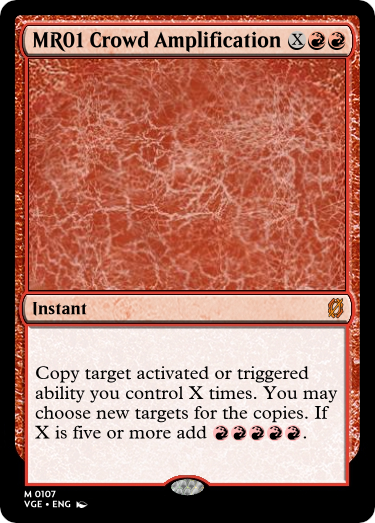 MR01 Crowd Amplification X
Instant
Copy target activated or triggered
ability you control X times. You may
choose new targets for the copies. If
X is five or more add .
M 0107
VGE • ENG